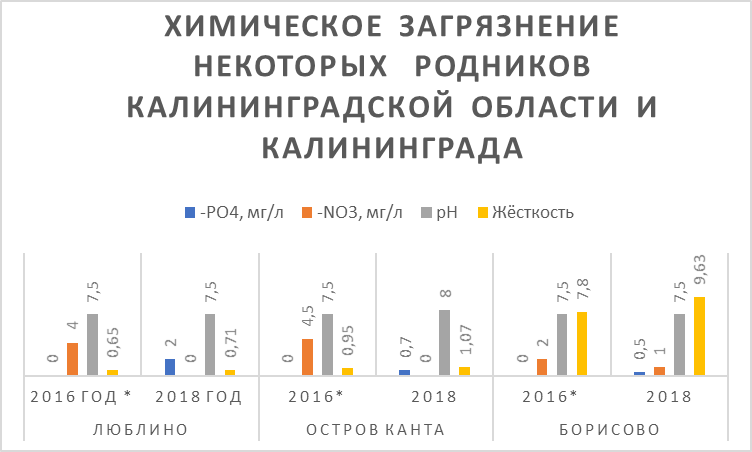 ХИМИЧЕСКОЕ ЗАГРЯЗНЕНИЕ
НЕКОТОРЫХ РОДНИКОВ
КАЛИНИНГРАДСКОЙ ОБЛАСТИ И
КАЛИНИНГРАДА
-PO4, мг/л -NO3, мг/л pH Жёсткость
0 4 7,5 0,65 2 0 7,5 0,71 0 4,5 7,5 0,95 0,7 0 8 1,07 0 2 7,5 7,8 0,5 1 7,5 9,63
2016 ГОД * 2018 ГОД 2016* 2018 2016* 2018
ЛЮБЛИНО ОСТРОВ КАНТА БОРИСОВО